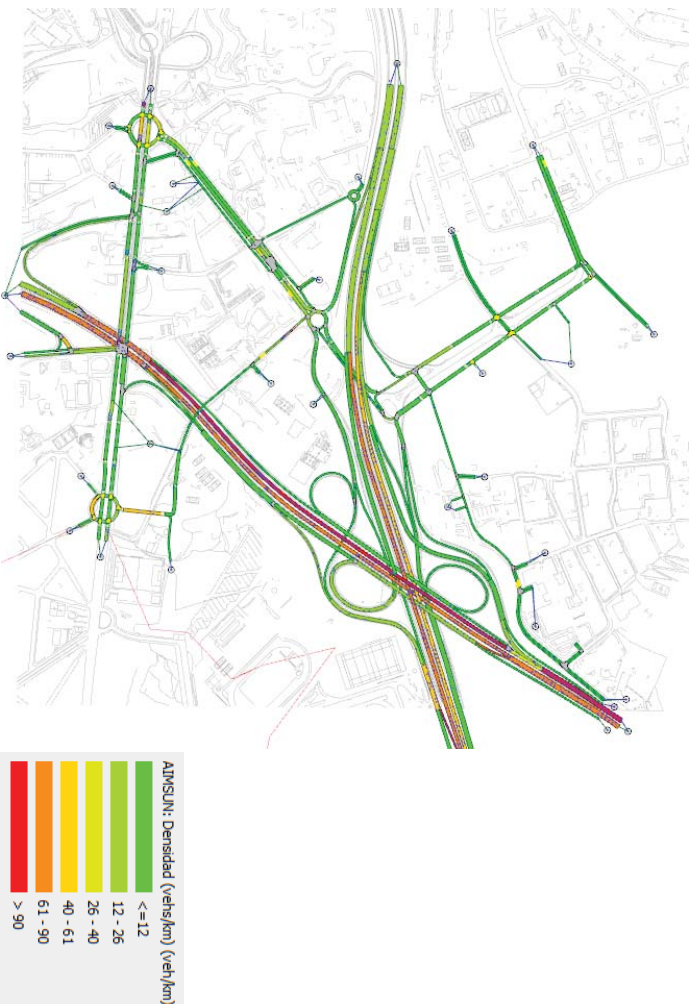 AIMSUN: Densidad (vehs/km) (veh/km)
<=12
12 - 26
26 - 40
40 - 61
61 - 90
> 90